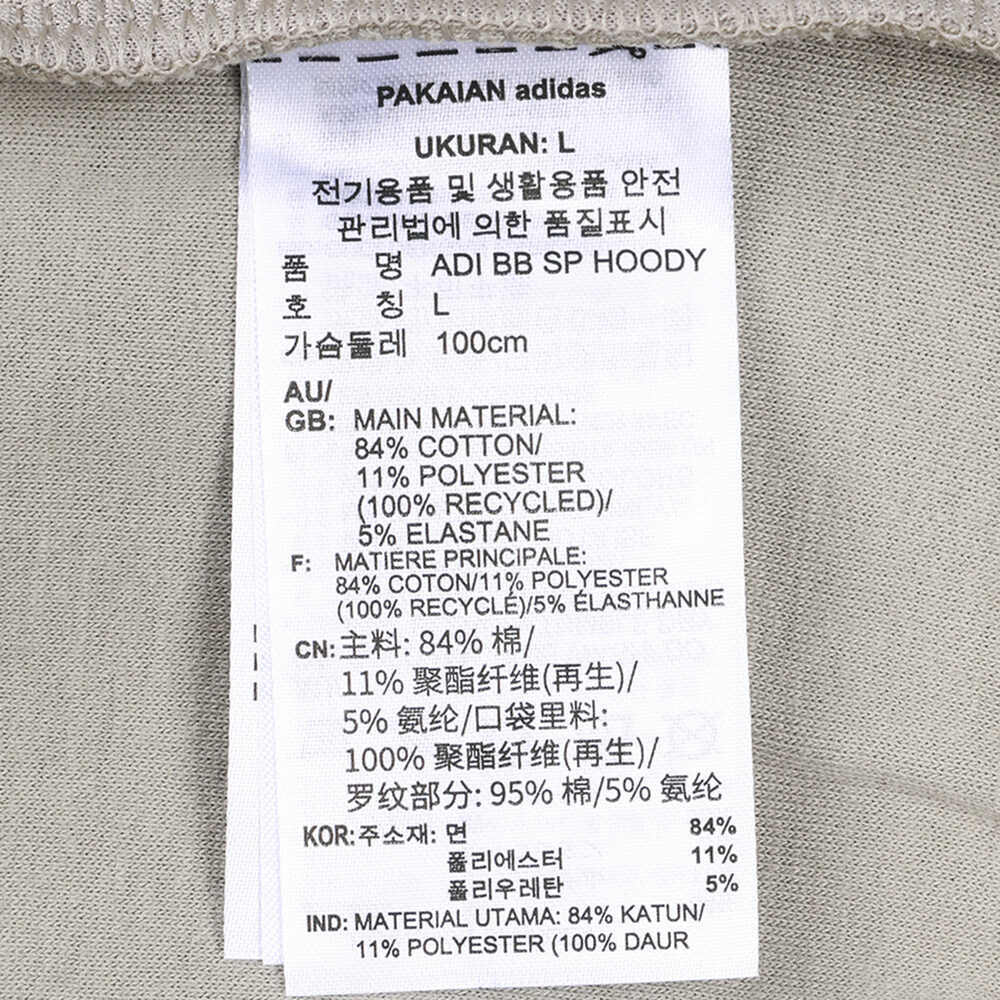 PAKAIAN adidas
UKURAN: L
전기용품 및 생활용품 안전
관리법에 의한 품질표시
품 명 ADI BB SP HOODY
호 칭 L
가슴둘레 100cm
AU/
GB: MAIN MATERIAL:
84% COTTON/
11% POLYESTER
(100% RECYCLED)/
5% ELASTANE
F: MATIERE PRINCIPALE:
84% COTON/11% POLYESTER
(100% RECYCLÉ)/5% ÉLASTHANNE
CN: 主料: 84% 棉/
11% 聚酯纤维(再生)/
5% 氨纶/口袋里料:
100% 聚酯纤维(再生)/
罗纹部分: 95% 棉/5% 氨纶
KOR: 주소재: 면 84%
폴리에스터 11%
폴리우레탄 5%
IND: MATERIAL UTAMA: 84% KATUN/
11% POLYESTER (100% DAUR